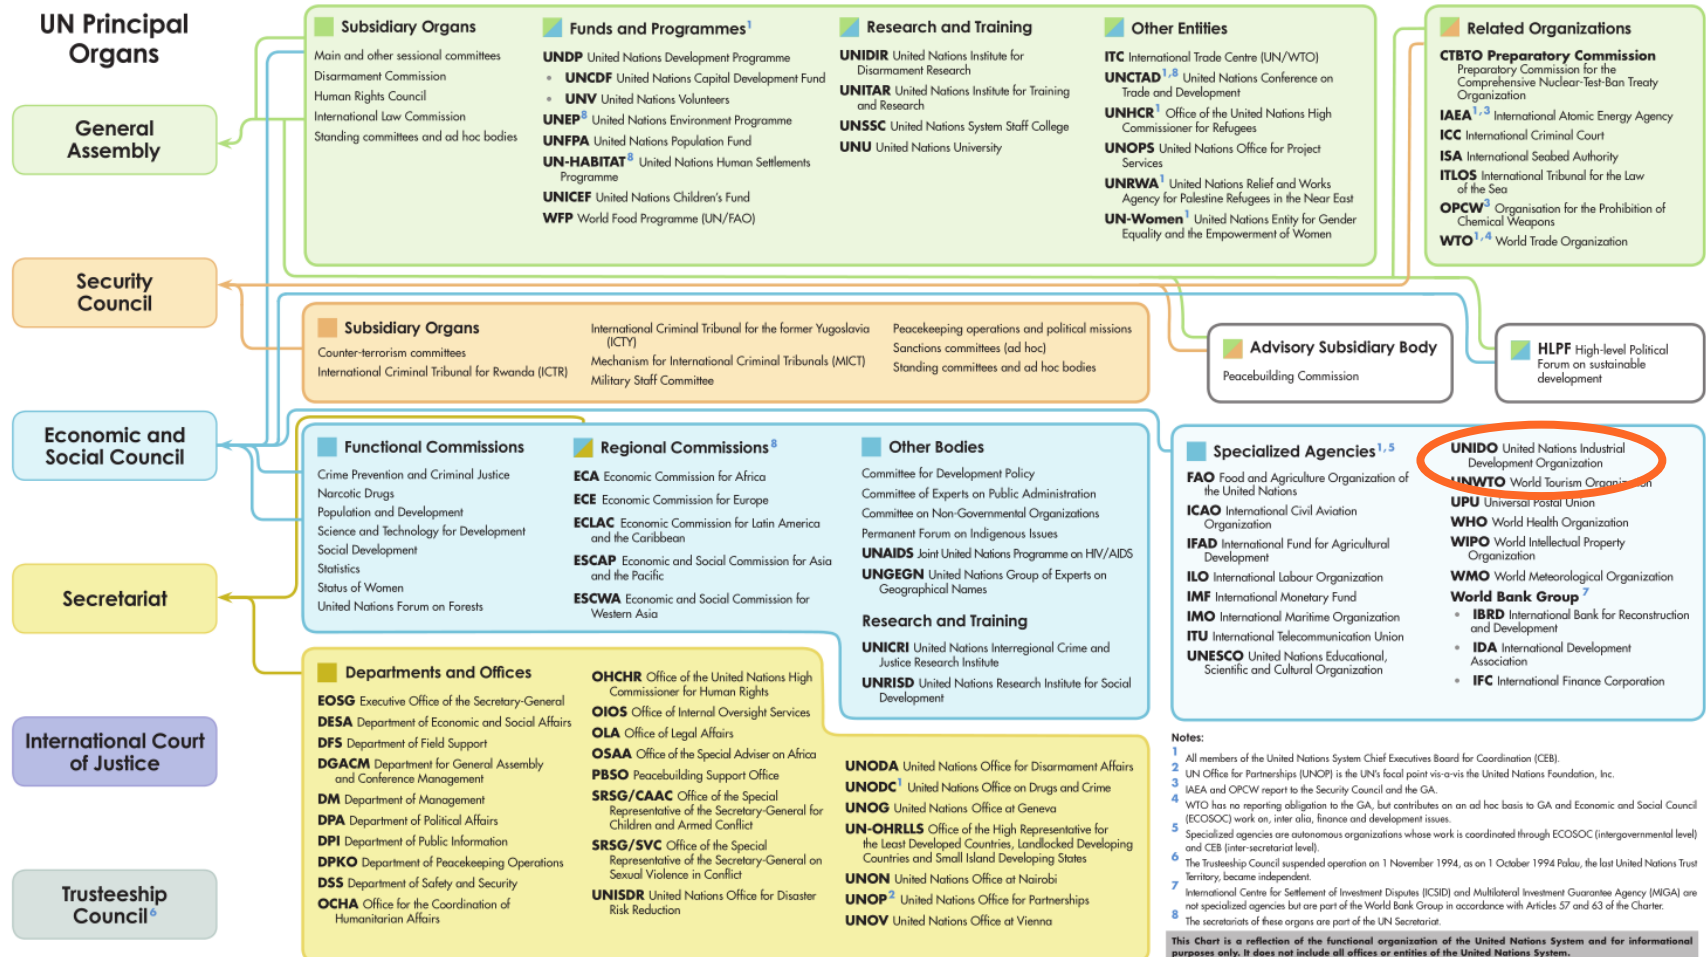 UN Principal
Organs
General
Assembly
Security
Council
Economic and
Social Council
Secretariat
International Court
of Justice
Trusteeship
Council6
Subsidiary Organs
Main and other sessional committees
Disarmament Commission
Human Rights Council
International Law Commission
Standing committees and ad hoc bodies
Funds and Programmes1
UNDP United Nations Development Programme
• UNCDF United Nations Capital Development Fund
• UNV United Nations Volunteers
UNEP8 United Nations Environment Programme
UNFPA United Nations Population Fund
UN-HABITAT8 United Nations Human Settlements
Programme
UNICEF United Nations Children's Fund
WFP World Food Programme (UN/FAO)
Research and Training
UNIDIR United Nations Institute for
Disarmament Research
UNITAR United Nations Institute for Training
and Research
UNSSC United Nations System Staff College
UNU United Nations University
Other Entities
ITC International Trade Centre (UN/WTO)
UNCTAD1,8 United Nations Conference on
Trade and Development
UNHCR1 Office of the United Nations High
Commissioner for Refugees
UNOPS United Nations Office for Project
Services
UNRWA1 United Nations Relief and Works
Agency for Palestine Refugees in the Near East
UN-Women1 United Nations Entity for Gender
Equality and the Empowerment of Women
Related Organizations
CTBTO Preparatory Commission
Preparatory Commission for the
Comprehensive Nuclear-Test-Ban Treaty
Organization
IAEA1,3 International Atomic Energy Agency
ICC International Criminal Court
ISA International Seabed Authority
ITLOS International Tribunal for the Law
of the Sea
OPCW3 Organisation for the Prohibition of
Chemical Weapons
WTO1,4 World Trade Organization
Subsidiary Organs
Counter-terrorism committees
International Criminal Tribunal for Rwanda (ICTR)
International Criminal Tribunal for the former Yugoslavia
(ICTY)
Mechanism for International Criminal Tribunals (MICT)
Military Staff Committee
Peacekeeping operations and political missions
Sanctions committees (ad hoc)
Standing committees and ad hoc bodies
Advisory Subsidiary Body
Peacebuilding Commission
HLPF High-level Political
Forum on sustainable
development
Functional Commissions
Crime Prevention and Criminal Justice
Narcotic Drugs
Population and Development
Science and Technology for Development
Social Development
Statistics
Status of Women
United Nations Forum on Forests
Regional Commissions8
ECA Economic Commission for Africa
ECE Economic Commission for Europe
ECLAC Economic Commission for Latin America
and the Caribbean
ESCAP Economic and Social Commission for Asia
and the Pacific
ESCWA Economic and Social Commission for
Western Asia
Other Bodies
Committee for Development Policy
Committee of Experts on Public Administration
Committee on Non-Governmental Organizations
Permanent Forum on Indigenous Issues
UNAIDS Joint United Nations Programme on HIV/AIDS
UNGEGN United Nations Group of Experts on
Geographical Names
Research and Training
UNICRI United Nations Interregional Crime and
Justice Research Institute
UNRISD United Nations Research Institute for Social
Development
Specialized Agencies1,5
FAO Food and Agriculture Organization of
the United Nations
ICAO International Civil Aviation
Organization
IFAD International Fund for Agricultural
Development
ILO International Labour Organization
IMF International Monetary Fund
IMO International Maritime Organization
ITU International Telecommunication Union
UNESCO United Nations Educational,
Scientific and Cultural Organization
UNIDO United Nations Industrial
Development Organization
UNWTO World Tourism Organization
UPU Universal Postal Union
WHO World Health Organization
WIPO World Intellectual Property
Organization
WMO World Meteorological Organization
World Bank Group7
• IBRD International Bank for Reconstruction
and Development
• IDA International Development
Association
• IFC International Finance Corporation
Departments and Offices
EOSG Executive Office of the Secretary-General
DESA Department of Economic and Social Affairs
DFS Department of Field Support
DGACM Department for General Assembly
and Conference Management
DM Department of Management
DPA Department of Political Affairs
DPI Department of Public Information
DPKO Department of Peacekeeping Operations
DSS Department of Safety and Security
OCHA Office for the Coordination of
Humanitarian Affairs
OHCHR Office of the United Nations High
Commissioner for Human Rights
OIOS Office of Internal Oversight Services
OLA Office of Legal Affairs
OSAA Office of the Special Adviser on Africa
PBSO Peacebuilding Support Office
SRSG/CAAC Office of the Special
Representative of the Secretary-General for
Children and Armed Conflict
SRSG/SVC Office of the Special
Representative of the Secretary-General on
Sexual Violence in Conflict
UNISDR United Nations Office for Disaster
Risk Reduction
UNODA United Nations Office for Disarmament Affairs
UNODC1 United Nations Office on Drugs and Crime
UNOG United Nations Office at Geneva
UN-OHRLLS Office of the High Representative for
the Least Developed Countries, Landlocked Developing
Countries and Small Island Developing States
UNON United Nations Office at Nairobi
UNOP2 United Nations Office for Partnerships
UNOV United Nations Office at Vienna
Notes:
1 All members of the United Nations System Chief Executives Board for Coordination (CEB).
2 UN Office for Partnerships (UNOP) is the UN's focal point vis-a-vis the United Nations Foundation, Inc.
3 IAEA and OPCW report to the Security Council and the GA.
4 WTO has no reporting obligation to the GA, but contributes on an ad hoc basis to GA and Economic and Social Council
(ECOSOC) work on, inter alia, finance and development issues.
5 Specialized agencies are autonomous organizations whose work is coordinated through ECOSOC (intergovernmental level)
and CEB (inter-secretariat level).
6 The Trusteeship Council suspended operation on 1 November 1994, as on 1 October 1994 Palau, the last United Nations Trust
Territory, became independent.
7 International Centre for Settlement of Investment Disputes (ICSID) and Multilateral Investment Guarantee Agency (MIGA) are
not specialized agencies but are part of the World Bank Group in accordance with Articles 57 and 63 of the Charter.
8 The secretariats of these organs are part of the UN Secretariat.
This Chart is a reflection of the functional organization of the United Nations System and for informational
purposes only. It does not include all offices or entities of the United Nations System.